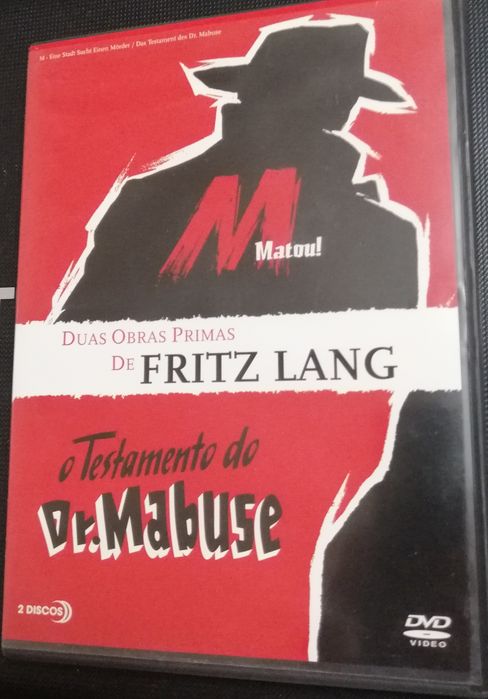 M - Eine Stadt Sucht Einen Mörder / Das Testament des Dr. Mabuse
M
Matou!
DUAS OBRAS PRIMAS
DE FRITZ LANG
o Testamento do
Dr. Mabuse
2 DISCOS
DVD
VIDEO